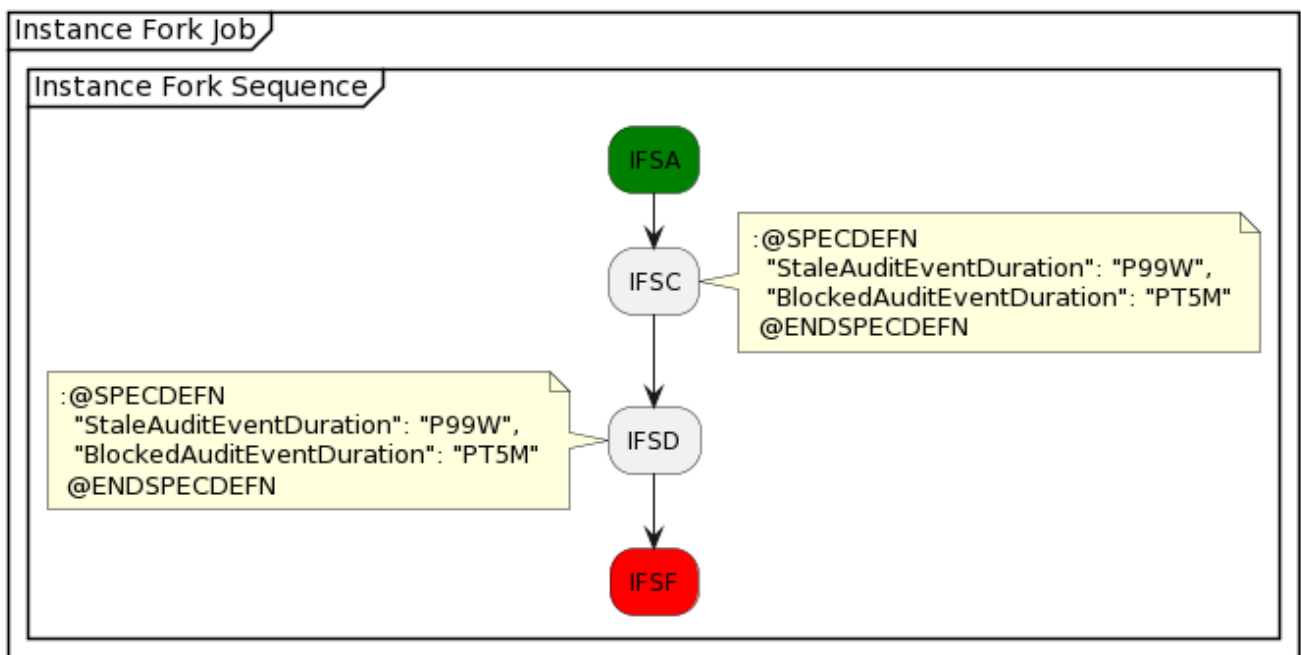 Instance Fork Job
Instance Fork Sequence
IFSA
IFSC
:@SPECDEFN
"StaleAuditEventDuration": "P99W",
"BlockedAuditEventDuration": "PT5M"
@ENDSPECDEFN
:@SPECDEFN
"StaleAuditEventDuration": "P99W",
"BlockedAuditEventDuration": "PT5M"
@ENDSPECDEFN
IFSD
IFSF